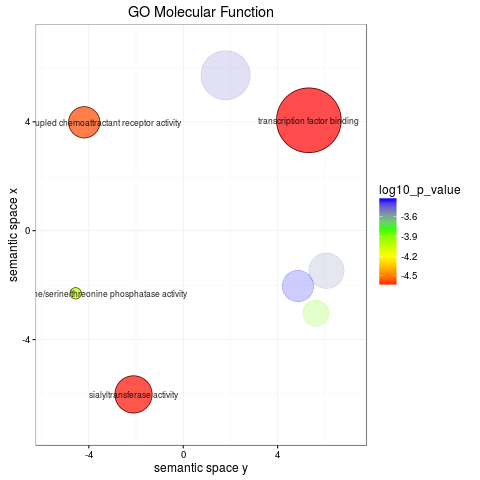 GO Molecular Function
semantic space x
4
0
-4
-4
0
4
semantic space y
upled chemoattractant receptor activity
transcription factor binding
ne/serine/threonine phosphatase activity
sialyltransferase activity
log10_p_value
-3.6
-3.9
-4.2
-4.5